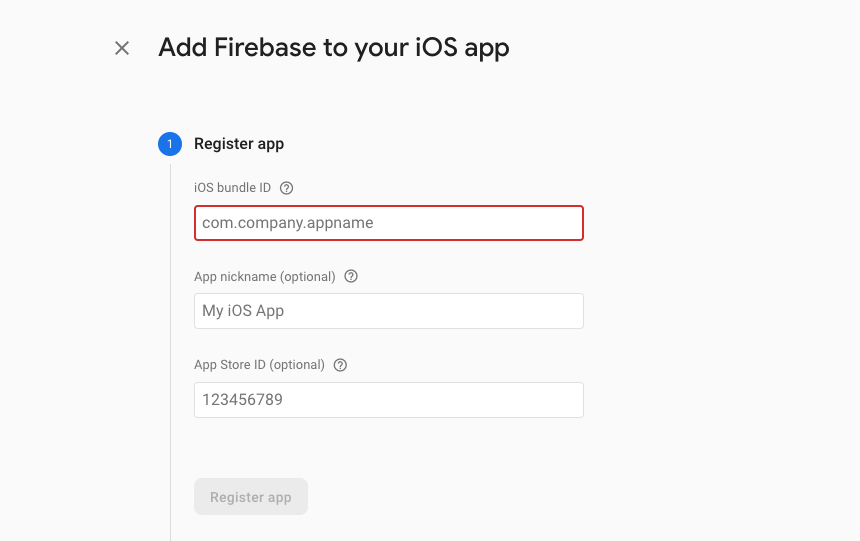 Add Firebase to your iOS app
1 Register app
iOS bundle ID
com.company.appname
App nickname (optional)
My iOS App
App Store ID (optional)
123456789
Register app